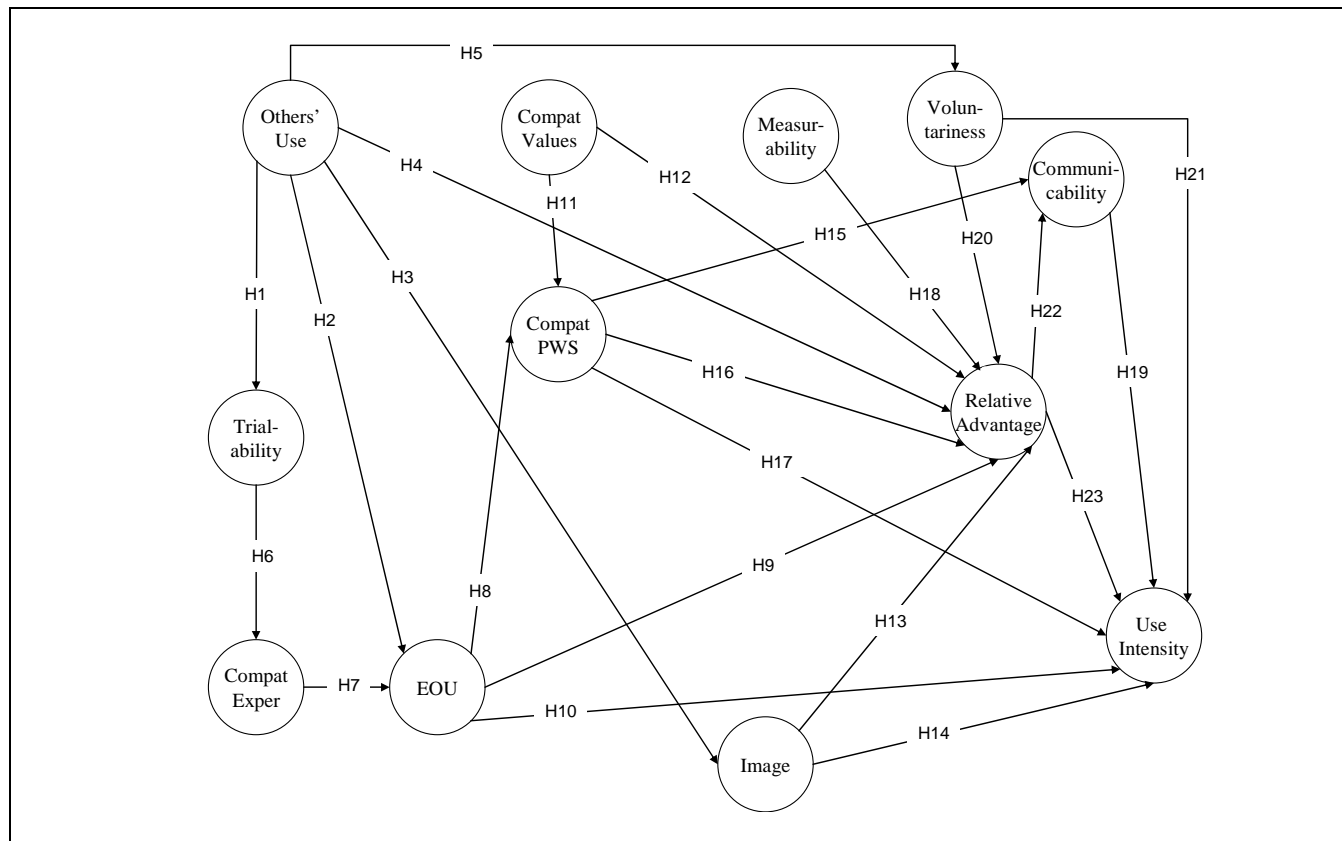 H5
Others'
Use
Compat
Values
Measur-
ability
Volun-
tariness
H4
H12
Communi-
cability
H21
H11
H15
H20
H3
H1
H18
H2
H22
Compat
PWS
H16
H19
Relative
Advantage
Trial-
ability
H17
H23
H6
H9
H8
H13
Use
Intensity
Compat
Exper
H7
EOU
H10
H14
Image